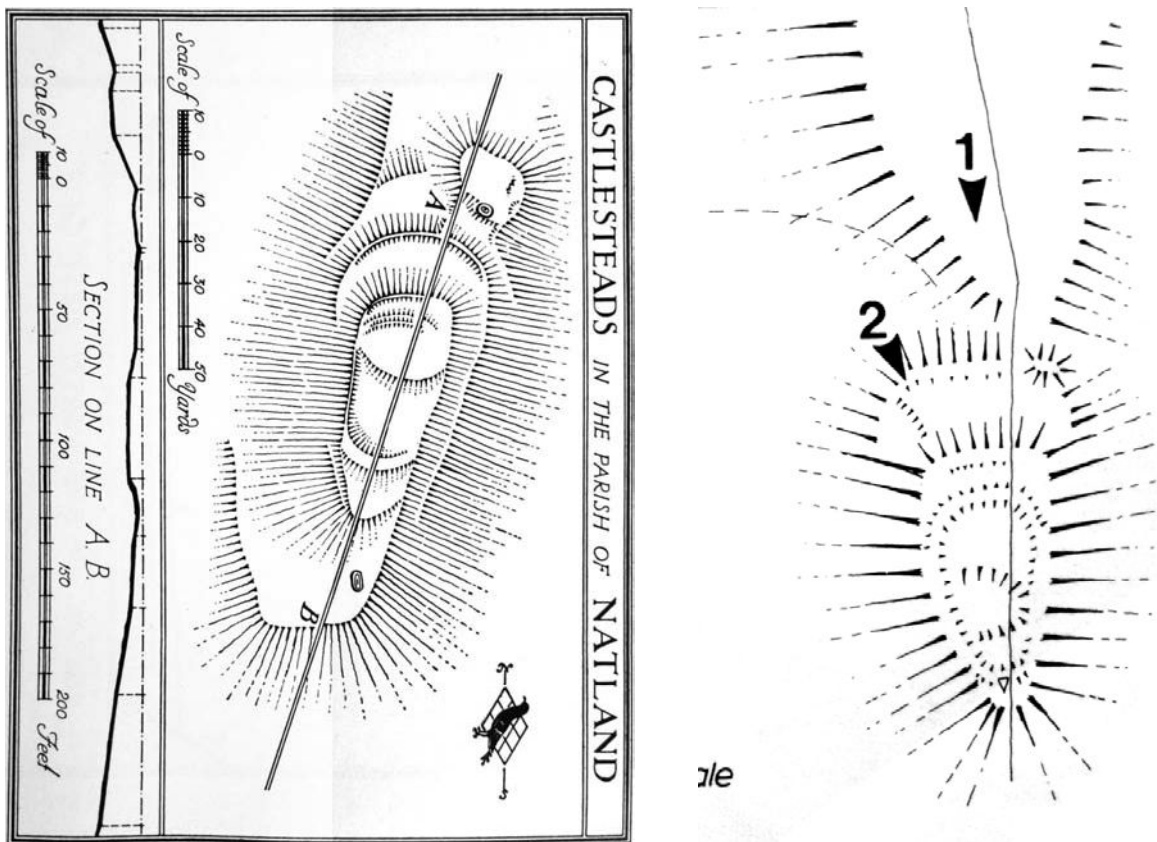 CASTLESTEADS IN THE PARISH OF NATLAND
A
B
Scale of 10 0 10 20 30 40 50 Yards
SECTION ON LINE A. B.
Scale of 10 0 50 100 150 200 Feet
1
2
ale